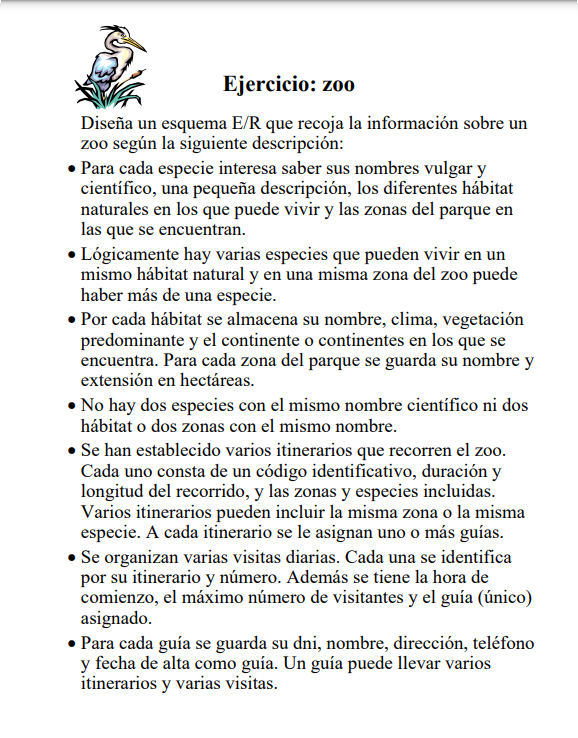 Ejercicio: zoo
Diseña un esquema E/R que recoja la información sobre un
zoo según la siguiente descripción:
• Para cada especie interesa saber sus nombres vulgar y
científico, una pequeña descripción, los diferentes hábitat
naturales en los que puede vivir y las zonas del parque en
las que se encuentran.
• Lógicamente hay varias especies que pueden vivir en un
mismo hábitat natural y en una misma zona del zoo puede
haber más de una especie.
• Por cada hábitat se almacena su nombre, clima, vegetación
predominante y el continente o continentes en los que se
encuentra. Para cada zona del parque se guarda su nombre y
extensión en hectáreas.
• No hay dos especies con el mismo nombre científico ni dos
hábitat o dos zonas con el mismo nombre.
• Se han establecido varios itinerarios que recorren el zoo.
Cada uno consta de un código identificativo, duración y
longitud del recorrido, y las zonas y especies incluidas.
Varios itinerarios pueden incluir la misma zona o la misma
especie. A cada itinerario se le asignan uno o más guías.
• Se organizan varias visitas diarias. Cada una se identifica
por su itinerario y número. Además se tiene la hora de
comienzo, el máximo número de visitantes y el guía (único)
asignado.
• Para cada guía se guarda su dni, nombre, dirección, teléfono
y fecha de alta como guía. Un guía puede llevar varios
itinerarios y varias visitas.